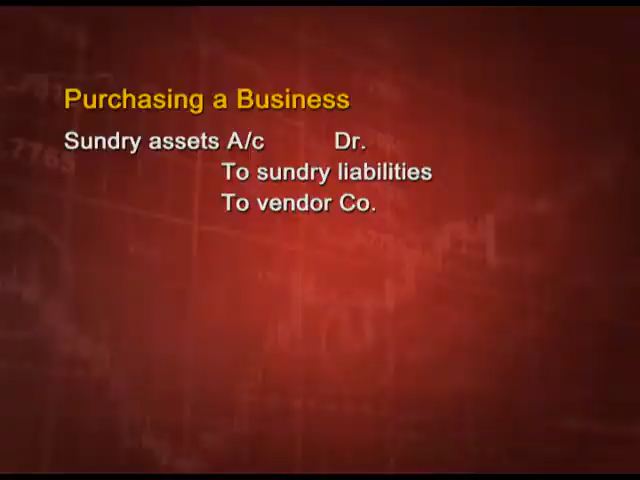 Purchasing a Business
Sundry assets A/c Dr.
To sundry liabilities
To vendor Co.